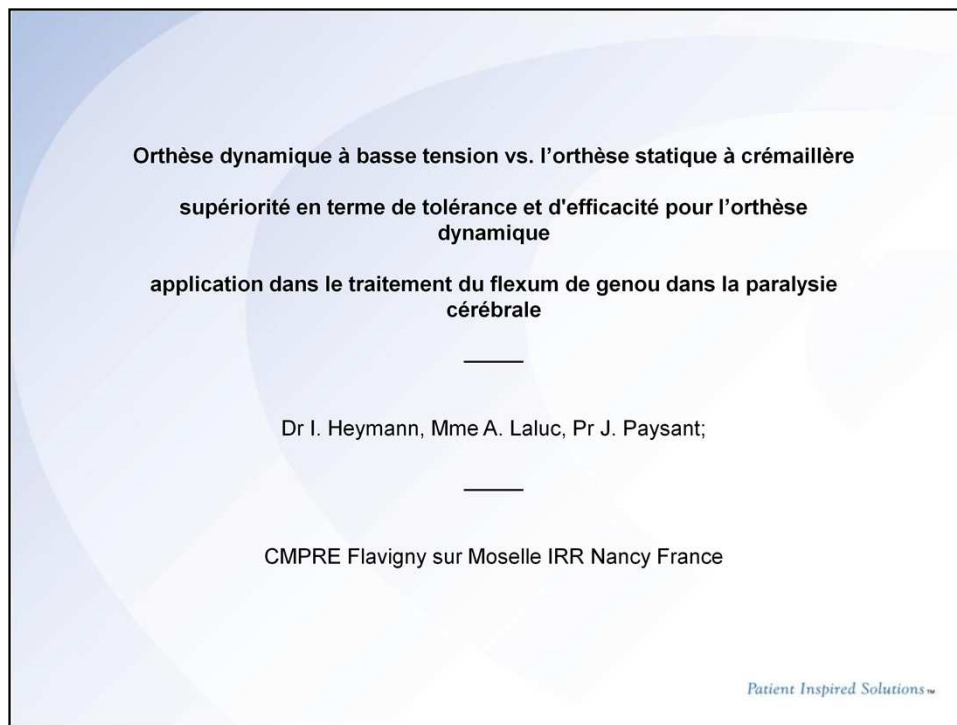 Orthèse dynamique à basse tension vs. l’orthèse statique à crémaillère
supériorité en terme de tolérance et d'efficacité pour l’orthèse
dynamique
application dans le traitement du flexum de genou dans la paralysie
cérébrale
Dr I. Heymann, Mme A. Laluc, Pr J. Paysant;
CMPRE Flavigny sur Moselle IRR Nancy France
Patient Inspired Solutions™